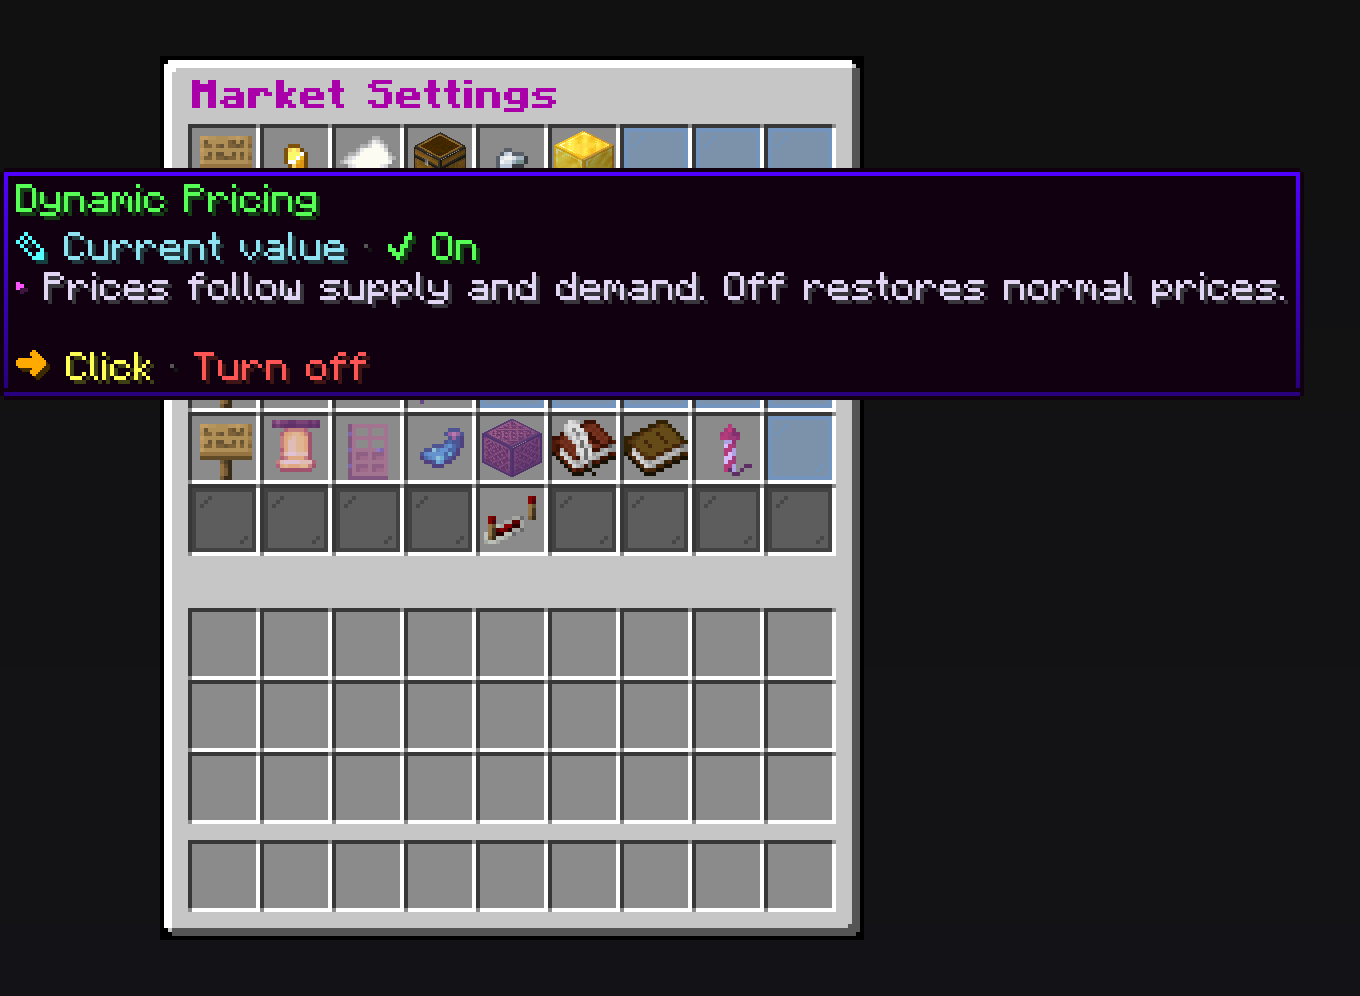 Market Settings
Dynamic Pricing
✎ Current value · ✔ On
‣ Prices follow supply and demand. Off restores normal prices.
➡ Click · Turn off